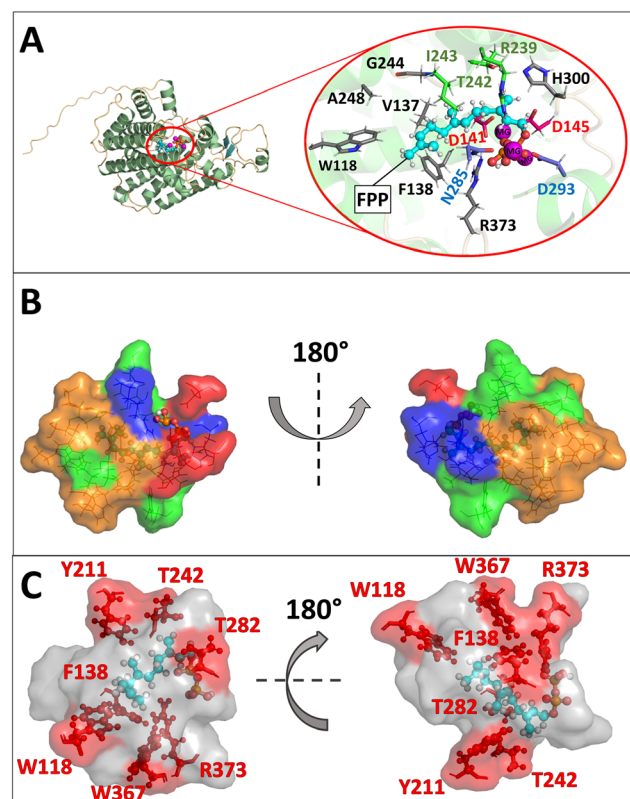 A
G244
I243
R239
T242
H300
A248
V137
D141
MG
D145
W118
MG
F138
N285
D293
FPP
R373
B
180°
C
Y211
T242
T282
F138
W118
W367
R373
180°
W367
R373
W118
F138
T282
Y211
T242